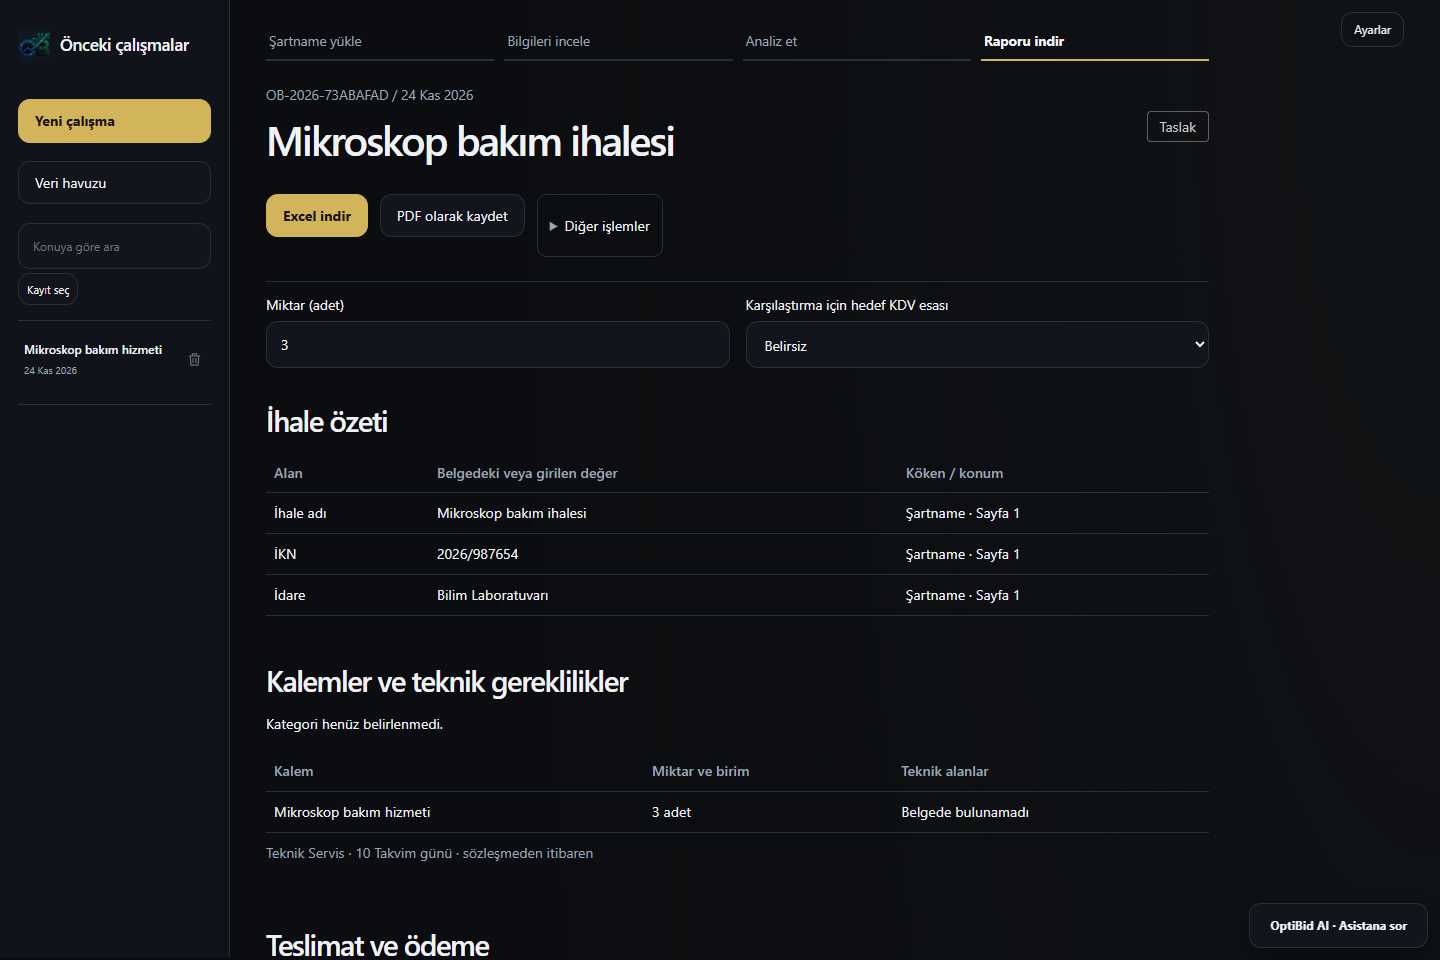 Önceki çalışmalar
Yeni çalışma
Veri havuzu
Konuya göre ara
Kayıt seç
Mikroskop bakım hizmeti
24 Kas 2026
Şartname yükle
Bilgileri incele
Analiz et
Raporu indir
Ayarlar
OB-2026-73ABAFAD / 24 Kas 2026
Mikroskop bakım ihalesi
Taslak
Excel indir
PDF olarak kaydet
Diğer işlemler
Miktar (adet)
Karşılaştırma için hedef KDV esası
3
Belirsiz
İhale özeti
Alan Belgedeki veya girilen değer Köken / konum
İhale adı Mikroskop bakım ihalesi Şartname · Sayfa 1
İKN 2026/987654 Şartname · Sayfa 1
İdare Bilim Laboratuvarı Şartname · Sayfa 1
Kalemler ve teknik gereklilikler
Kategori henüz belirlenmedi.
Kalem Miktar ve birim Teknik alanlar
Mikroskop bakım hizmeti 3 adet Belgede bulunamadı
Teknik Servis · 10 Takvim günü · sözleşmeden itibaren
Teslimat ve ödeme
OptiBid AI · Asistana sor